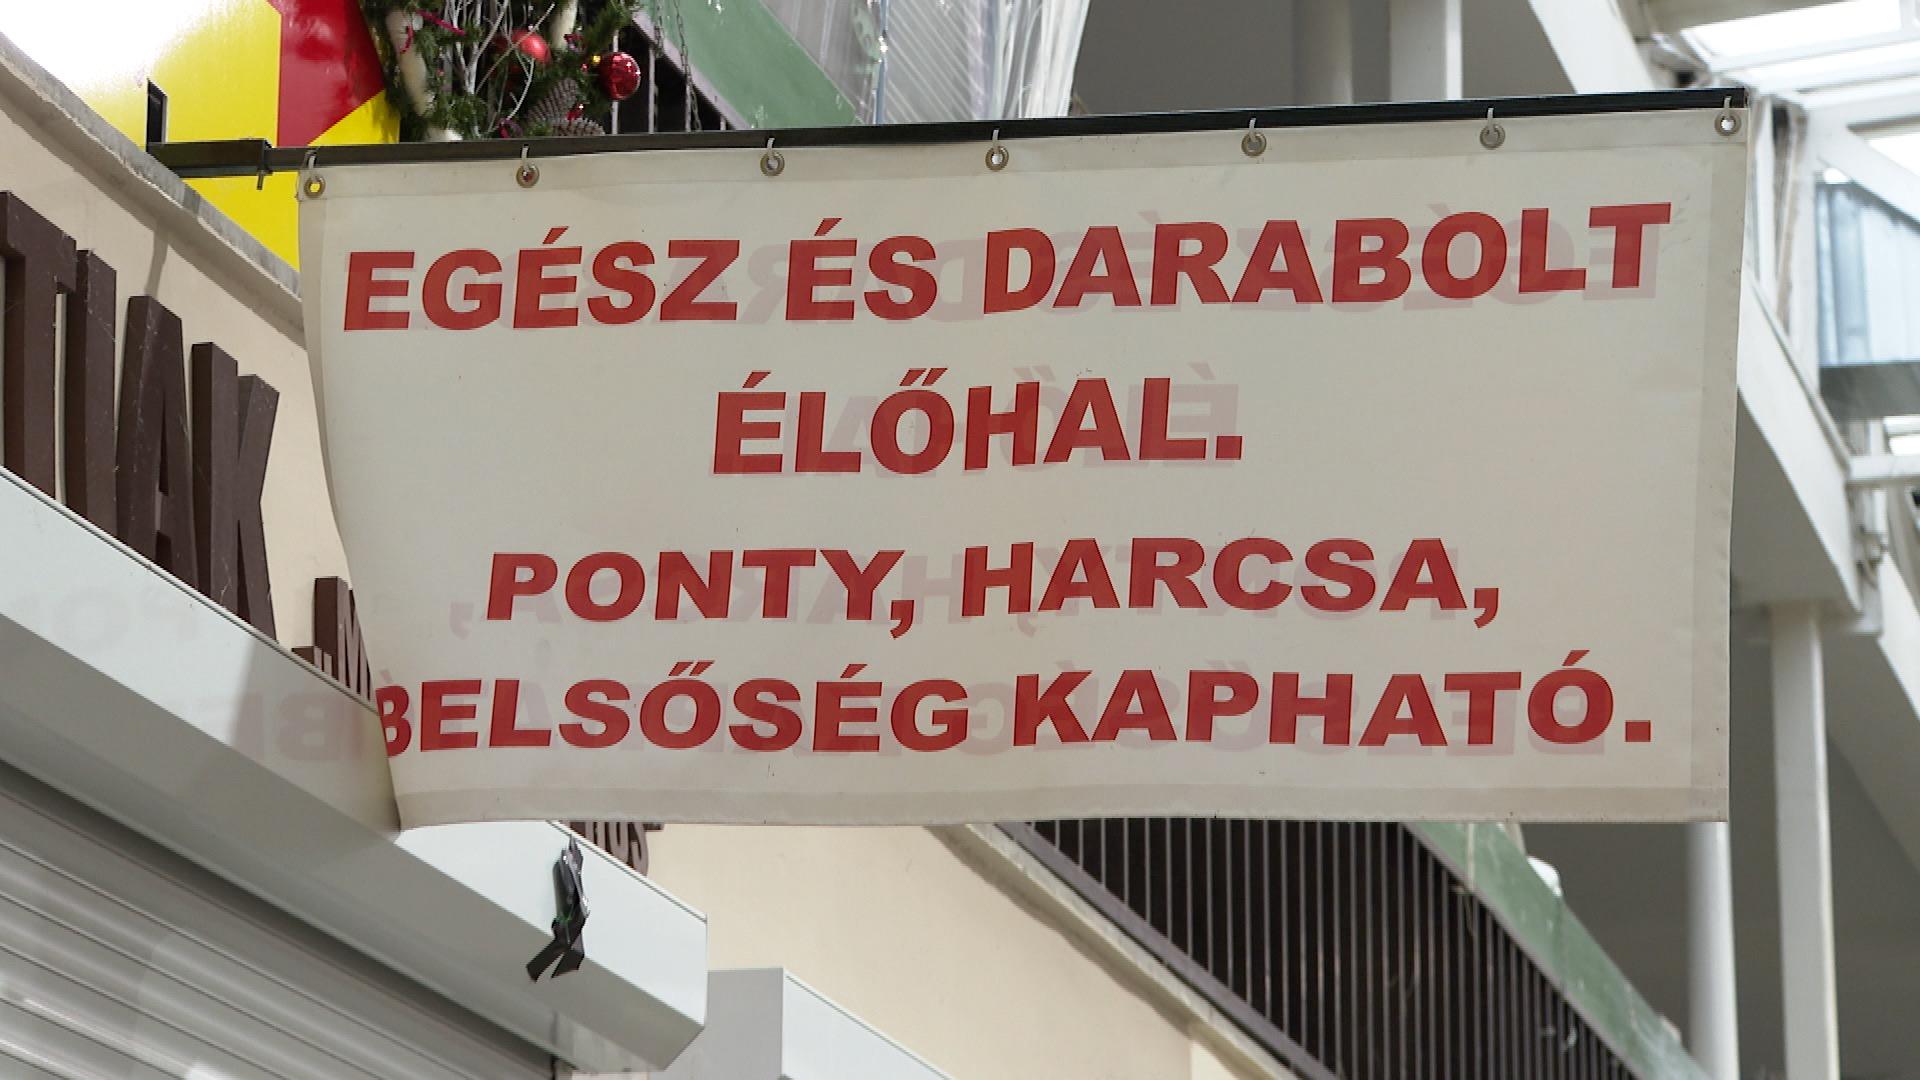 EGÉSZ ÉS DARABOLT
ÉLŐHAL.
PONTY, HARCSA,
BELSŐSÉG KAPHATÓ.